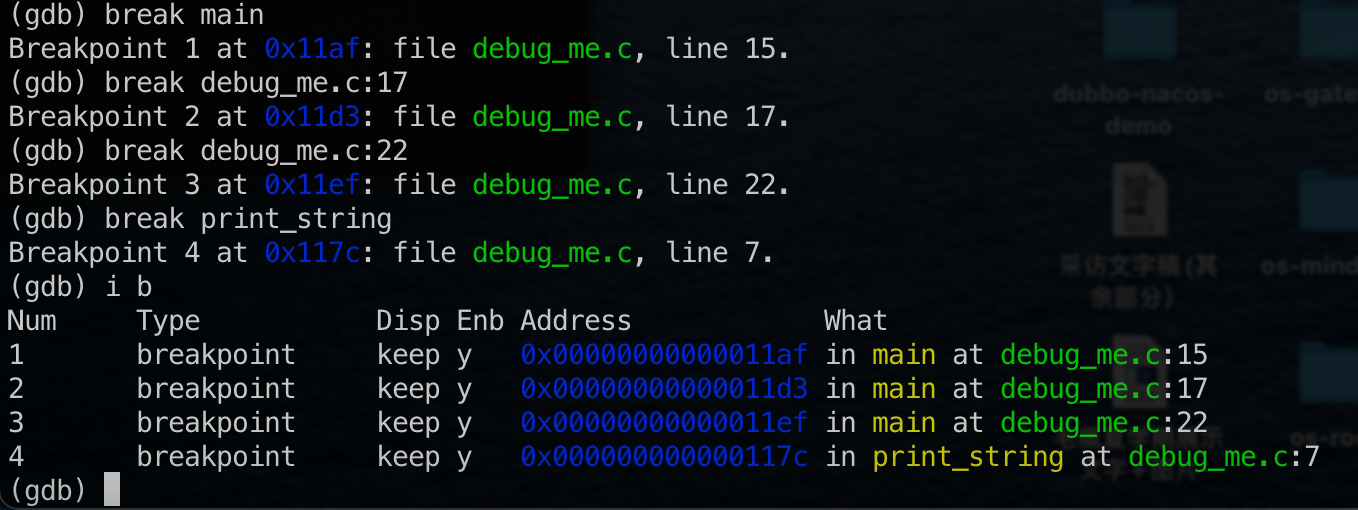 (gdb) break main
Breakpoint 1 at 0x11af: file debug_me.c, line 15.
(gdb) break debug_me.c:17
Breakpoint 2 at 0x11d3: file debug_me.c, line 17.
(gdb) break debug_me.c:22
Breakpoint 3 at 0x11ef: file debug_me.c, line 22.
(gdb) break print_string
Breakpoint 4 at 0x117c: file debug_me.c, line 7.
(gdb) i b
Num     Type           Disp Enb Address            What
1       breakpoint     keep y   0x00000000000011af in main at debug_me.c:15
2       breakpoint     keep y   0x00000000000011d3 in main at debug_me.c:17
3       breakpoint     keep y   0x00000000000011ef in main at debug_me.c:22
4       breakpoint     keep y   0x000000000000117c in print_string at debug_me.c:7
(gdb)
dubbo-nacos-
demo
os-gate
采访文字稿(其
余部分)
os-mind
os-ro